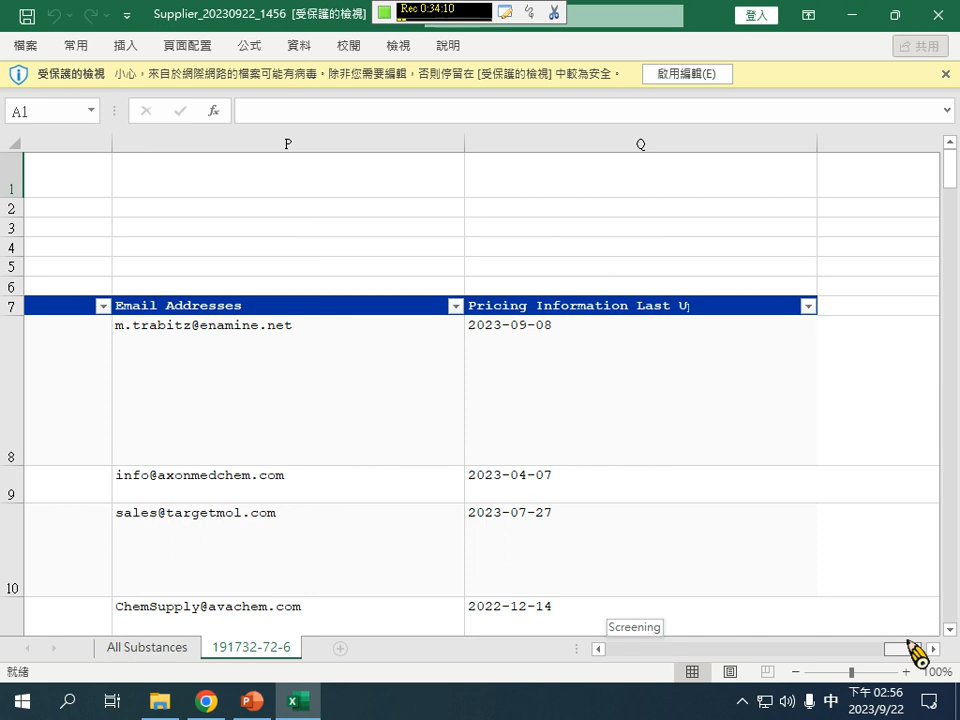 Supplier_20230922_1456 [受保護的檢視]
Rec 0:34:10
登入
檔案 常用 插入 頁面配置 公式 資料 校閱 檢視 說明 共用
受保護的檢視 小心，來自於網際網路的檔案可能有病毒。除非您需要編輯，否則停留在 [受保護的檢視] 中較為安全。 啟用編輯(E)
A1 fx
P Q
1
2
3
4
5
6
7 Email Addresses Pricing Information Last Up
m.trabitz@enamine.net 2023-09-08
8
info@axonmedchem.com 2023-04-07
9
sales@targetmol.com 2023-07-27
10
ChemSupply@avachem.com 2022-12-14
Screening
All Substances 191732-72-6
就緒 100%
中 下午 02:56
2023/9/22